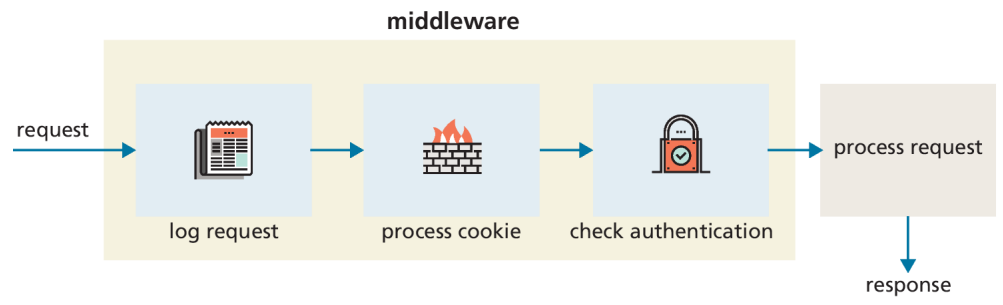 middleware
request
log request
process cookie
check authentication
process request
response